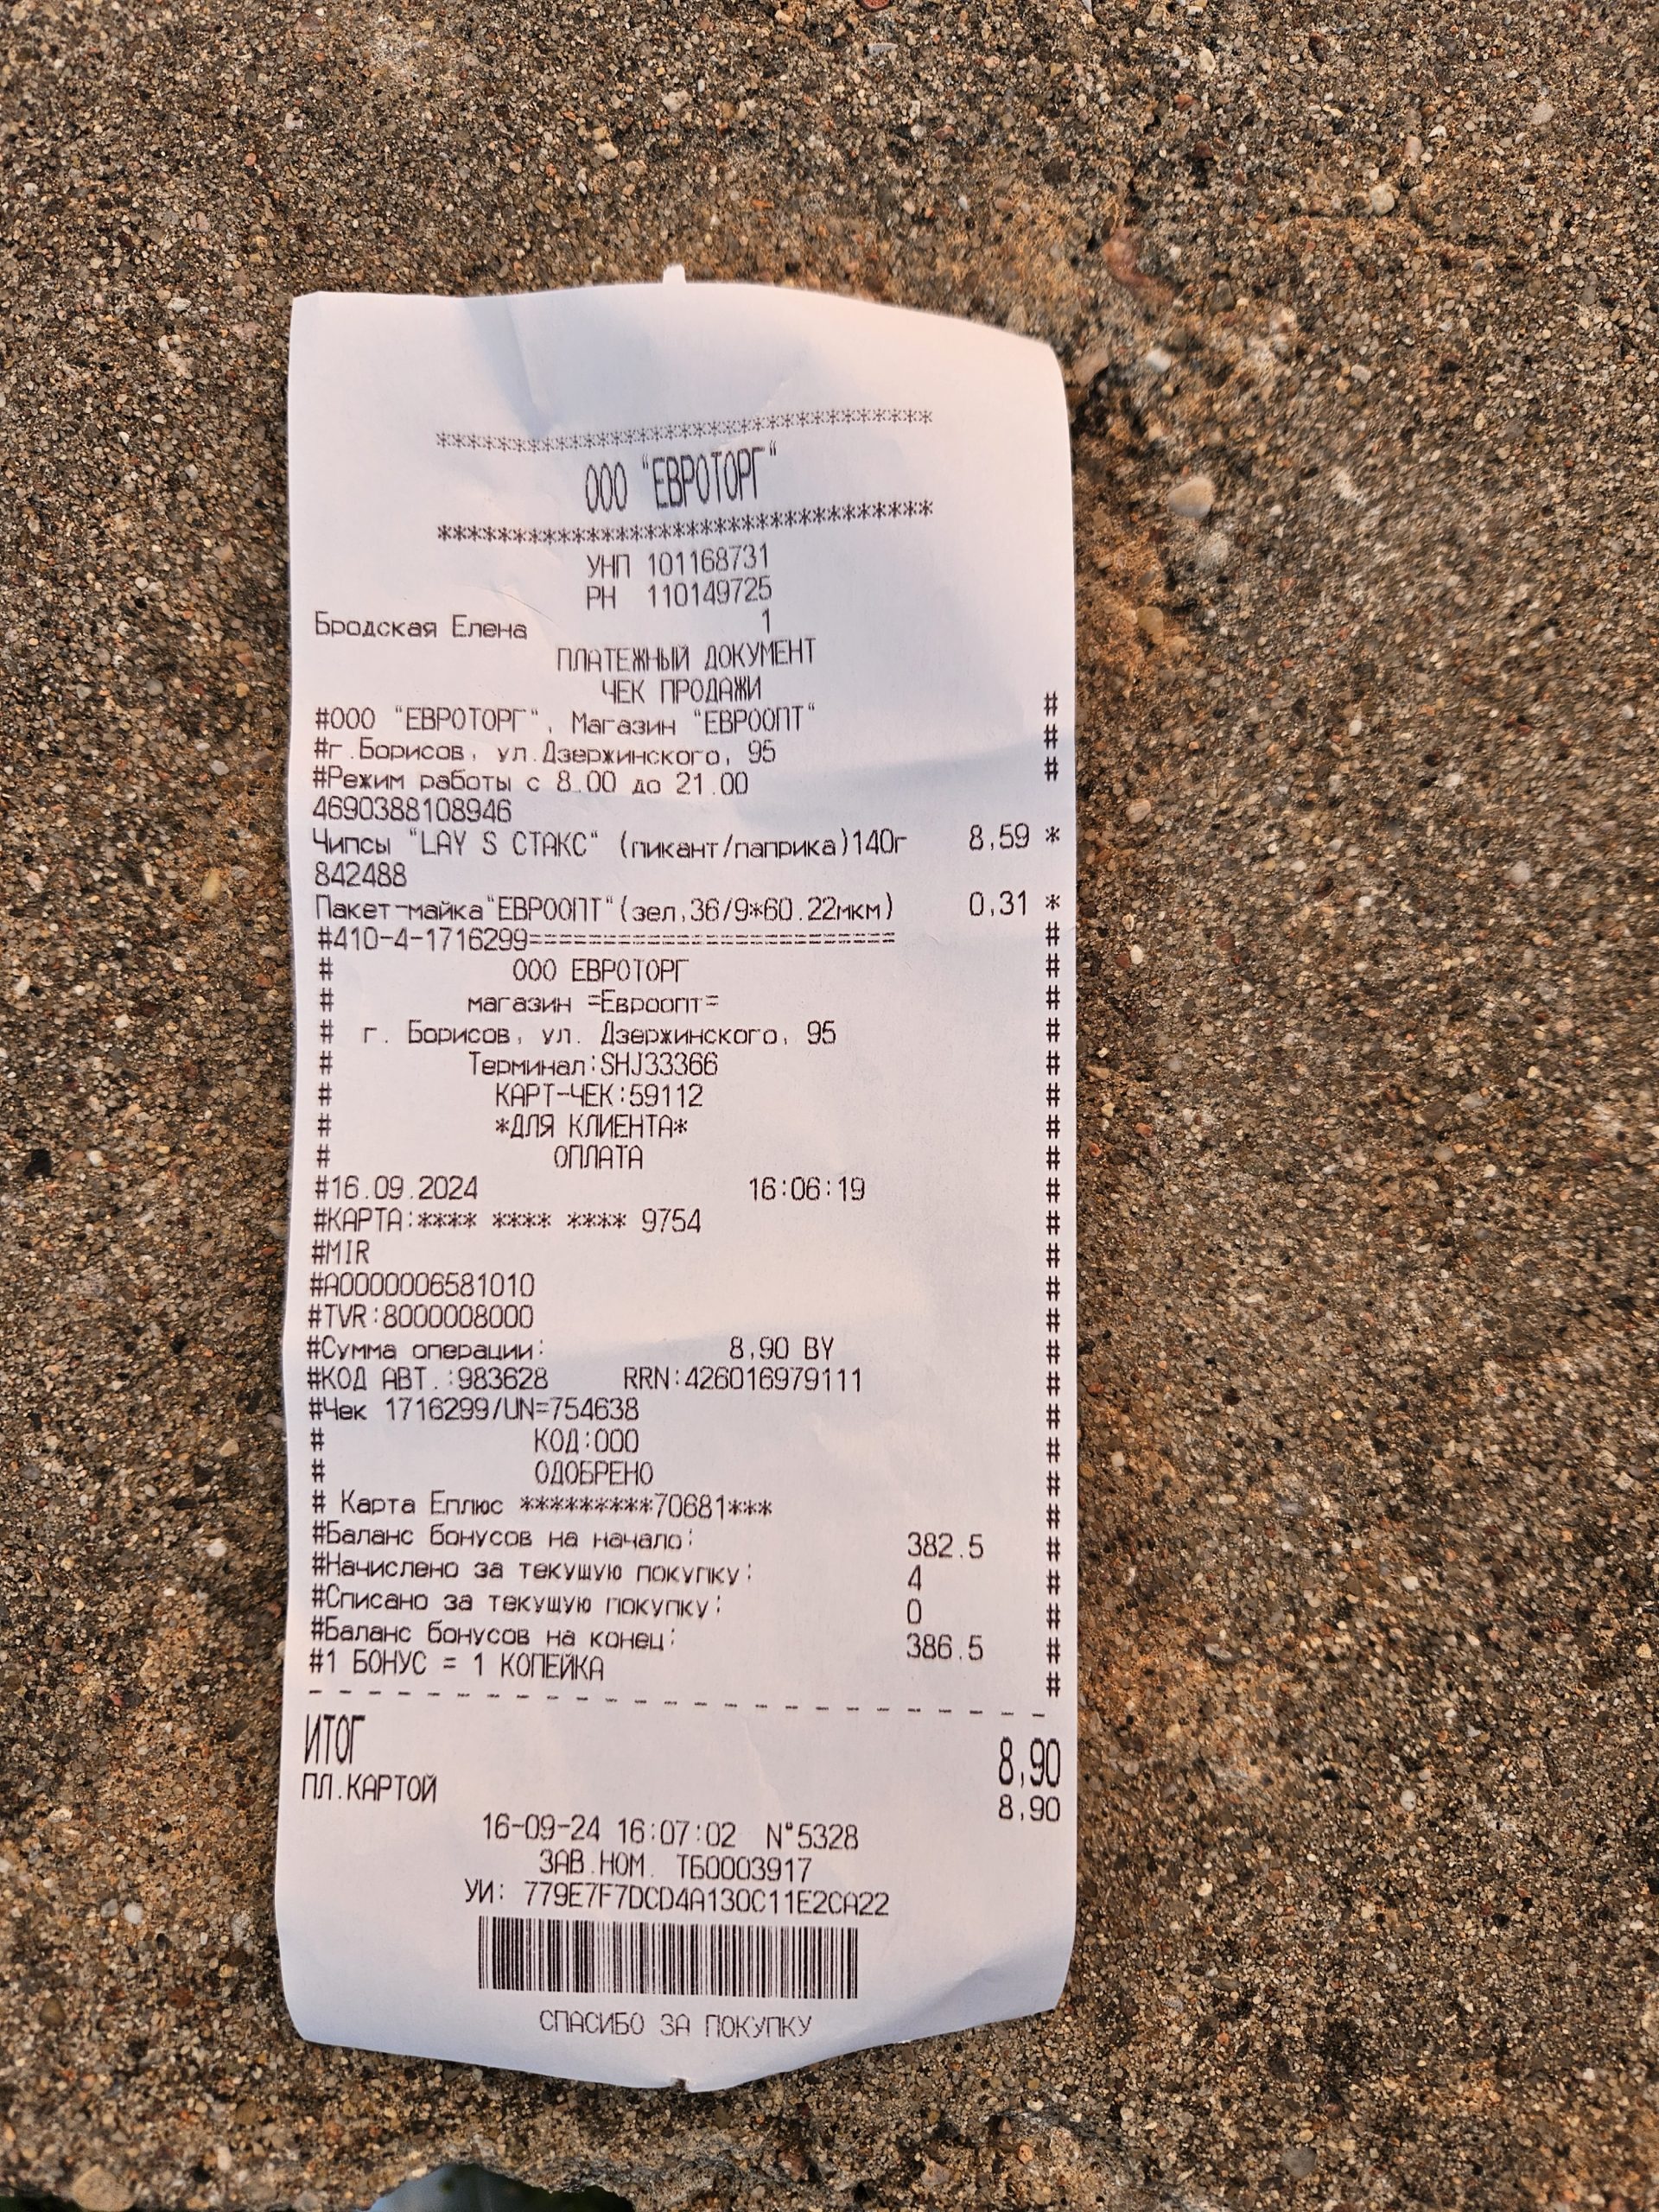 *********************************
ООО "ЕВРОТОРГ"
*********************************
УНП 101168731
РН 110149725
Бродская Елена 1
ПЛАТЕЖНЫЙ ДОКУМЕНТ
ЧЕК ПРОДАЖИ
#ООО "ЕВРОТОРГ", Магазин "ЕВРООПТ" #
#г.Борисов, ул.Дзержинского, 95 #
#Режим работы с 8.00 до 21.00 #
4690388108946
Чипсы "LAY S СТАКС" (пикант/паприка)140г 8,59 *
842488
Пакет-майка"ЕВРООПТ"(зел,36/9*60.22мкм) 0,31 *
#410-4-1716299========================= #
# ООО ЕВРОТОРГ #
# магазин =Евроопт= #
# г. Борисов, ул. Дзержинского, 95 #
# Терминал:SHJ33366 #
# КАРТ-ЧЕК:59112 #
# *ДЛЯ КЛИЕНТА* #
# ОПЛАТА #
#16.09.2024 16:06:19 #
#КАРТА:**** **** **** 9754 #
#MIR #
#A0000006581010 #
#TVR:8000008000 #
#Сумма операции: 8,90 BY #
#КОД АВТ.:983628 RRN:426016979111 #
#Чек 1716299/UN=754638 #
# КОД:000 #
# ОДОБРЕНО #
# Карта Еплюс *********70681*** #
#Баланс бонусов на начало: 382.5 #
#Начислено за текущую покупку: 4 #
#Списано за текущую покупку: 0 #
#Баланс бонусов на конец: 386.5 #
#1 БОНУС = 1 КОПЕЙКА #
- - - - - - - - - - - - - - - - - - - - - - - - -
ИТОГ 8,90
ПЛ.КАРТОЙ 8,90
16-09-24 16:07:02 N°5328
ЗАВ.НОМ. ТБ0003917
УИ: 779E7F7DCD4A130C11E2CA22
СПАСИБО ЗА ПОКУПКУ